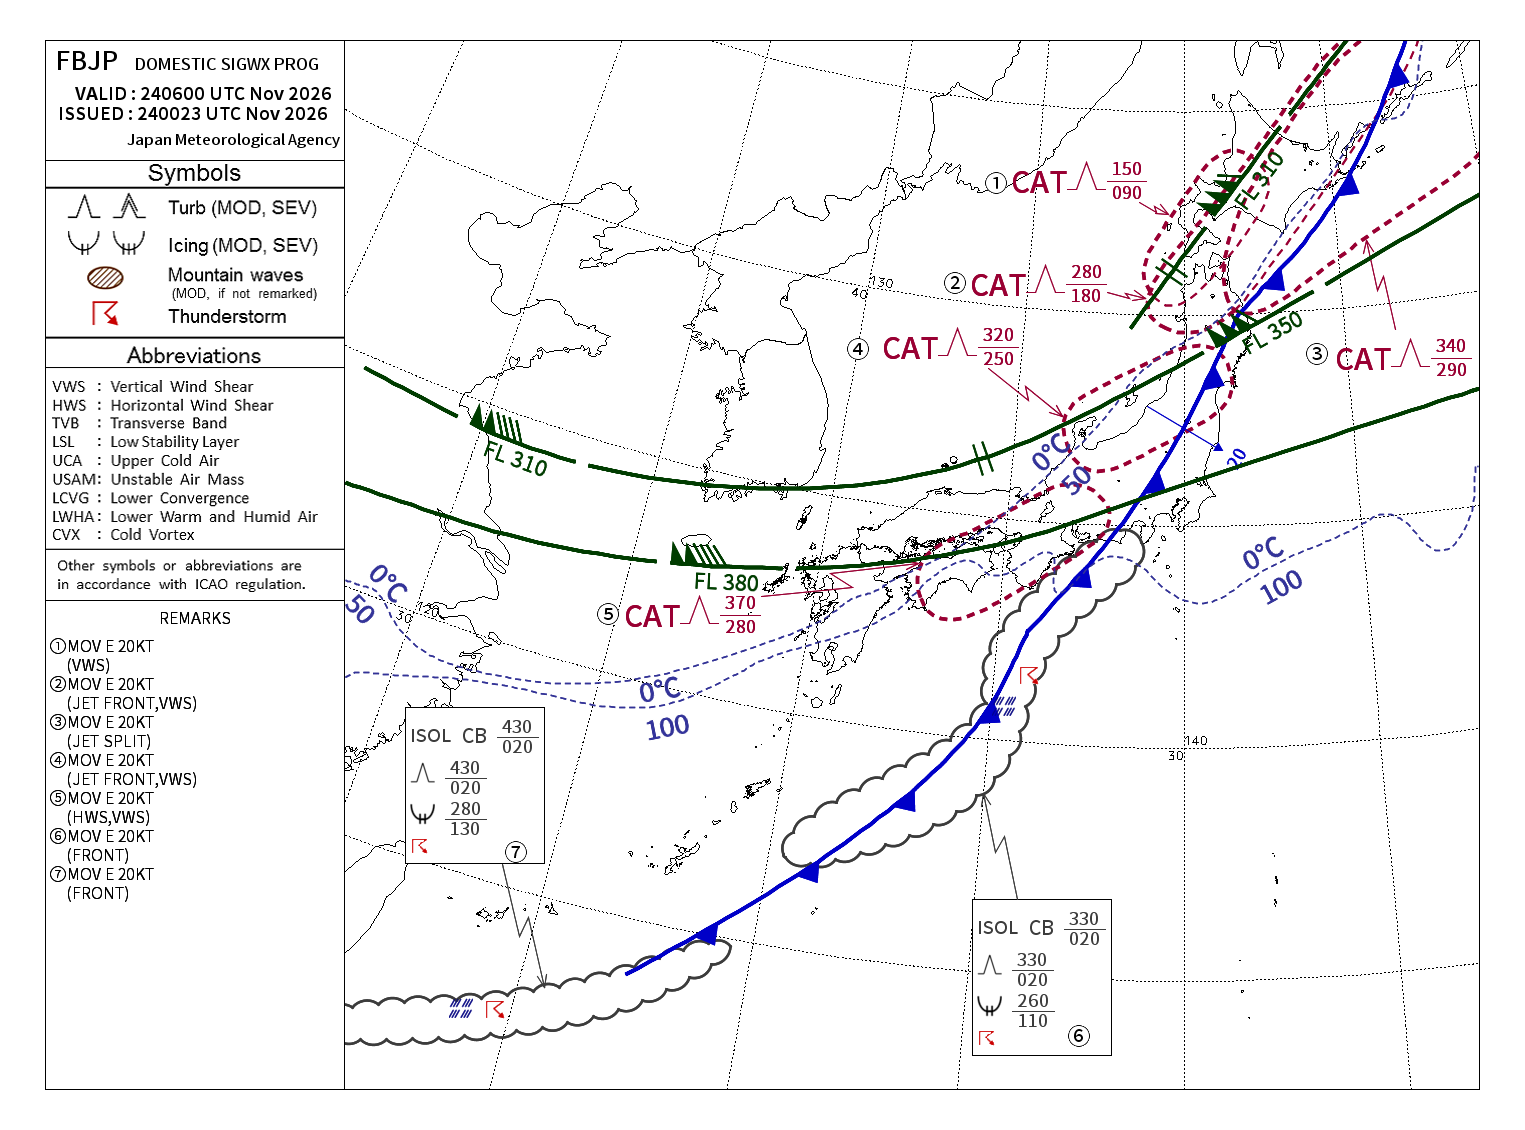 FBJP DOMESTIC SIGWX PROG
VALID : 240600 UTC Nov 2026
ISSUED : 240023 UTC Nov 2026
Japan Meteorological Agency
Symbols
Turb (MOD, SEV)
Icing (MOD, SEV)
Mountain waves
(MOD, if not remarked)
Thunderstorm
Abbreviations
VWS : Vertical Wind Shear
HWS : Horizontal Wind Shear
TVB : Transverse Band
LSL : Low Stability Layer
UCA : Upper Cold Air
USAM : Unstable Air Mass
LCVG : Lower Convergence
LWHA : Lower Warm and Humid Air
CVX : Cold Vortex
Other symbols or abbreviations are
in accordance with ICAO regulation.
REMARKS
①MOV E 20KT
(VWS)
②MOV E 20KT
(JET FRONT,VWS)
③MOV E 20KT
(JET SPLIT)
④MOV E 20KT
(JET FRONT,VWS)
⑤MOV E 20KT
(HWS,VWS)
⑥MOV E 20KT
(FRONT)
⑦MOV E 20KT
(FRONT)
① CAT 150
090
FL 310
② CAT 280
180
40
130
④ CAT 320
250
FL 350
③ CAT 340
290
FL 310
0°C
50
20
0°C
100
FL 380
⑤ CAT 370
280
0°C
50
30
120
0°C
100
140
30
ISOL CB 430
020
430
020
280
130
⑦
ISOL CB 330
020
330
020
260
110
⑥